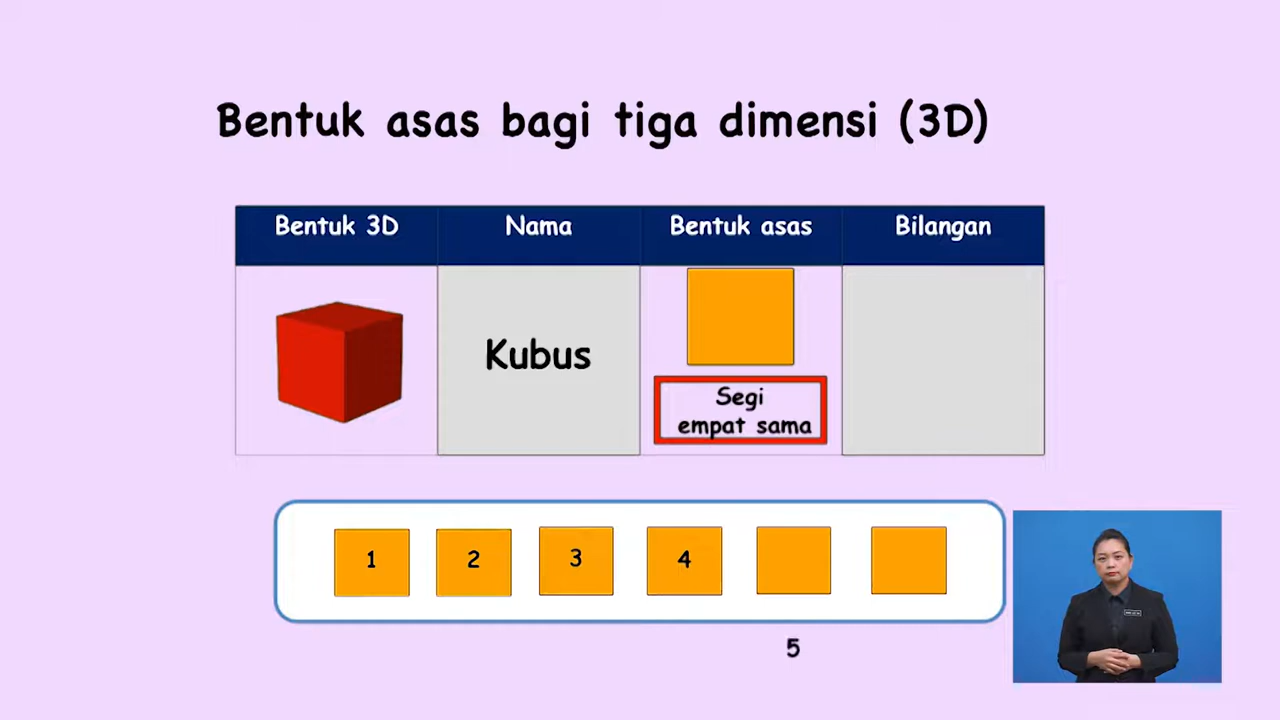 Bentuk asas bagi tiga dimensi (3D)
Bentuk 3D Nama Bentuk asas Bilangan
Kubus
Segi
empat sama
1 2 3 4
5